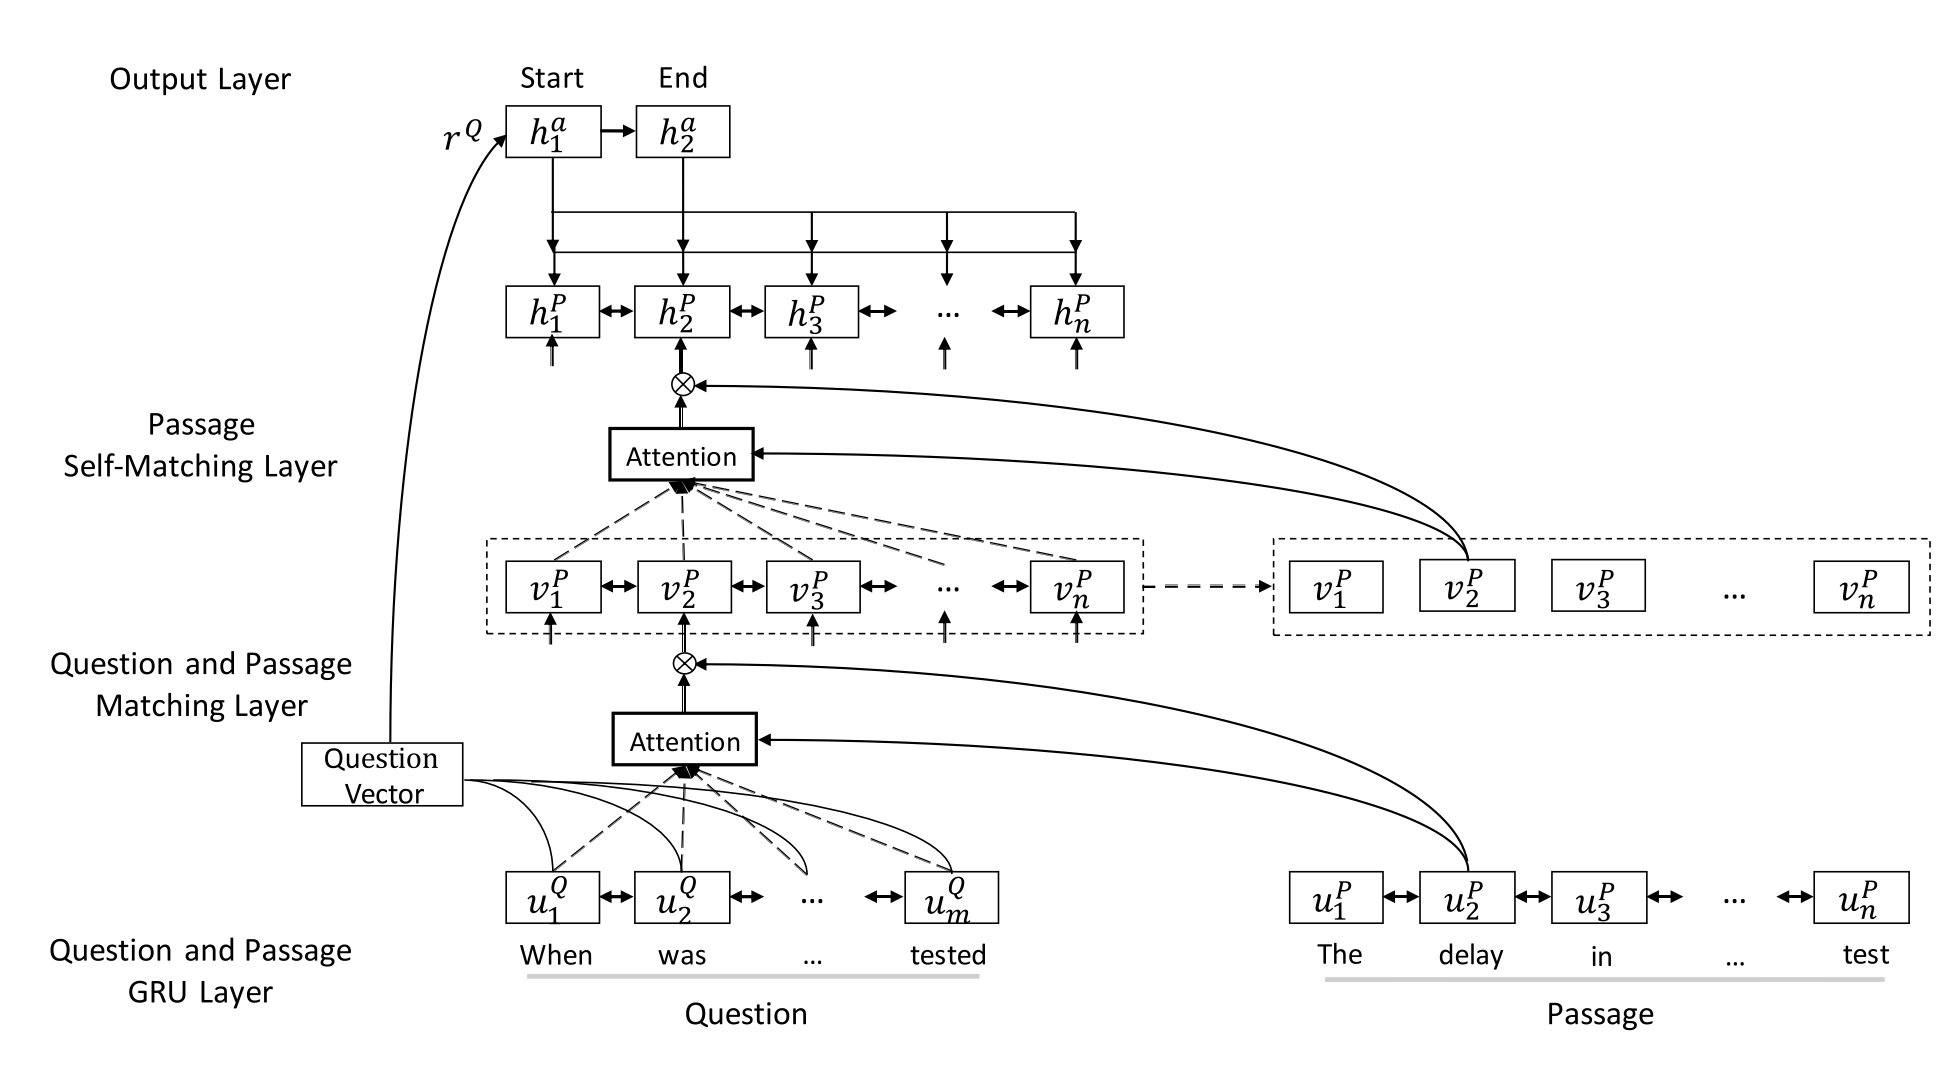 Output Layer
Start End
r^Q h_1^a h_2^a
h_1^P h_2^P h_3^P ... h_n^P
Passage
Self-Matching Layer
Attention
v_1^P v_2^P v_3^P ... v_n^P v_1^P v_2^P v_3^P ... v_n^P
Question and Passage
Matching Layer
Attention
Question
Vector
u_1^Q u_2^Q ... u_m^Q u_1^P u_2^P u_3^P ... u_n^P
When was ... tested The delay in ... test
Question and Passage
GRU Layer
Question Passage